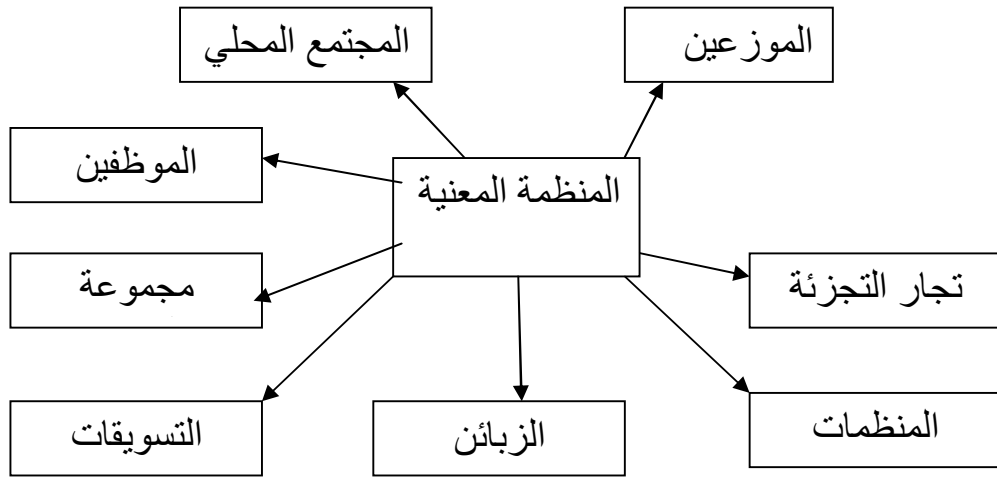 الموزعين
المجتمع المحلي
الموظفين
المنظمة المعنية
مجموعة
تجار التجزئة
التسويقات
الزبائن
المنظمات